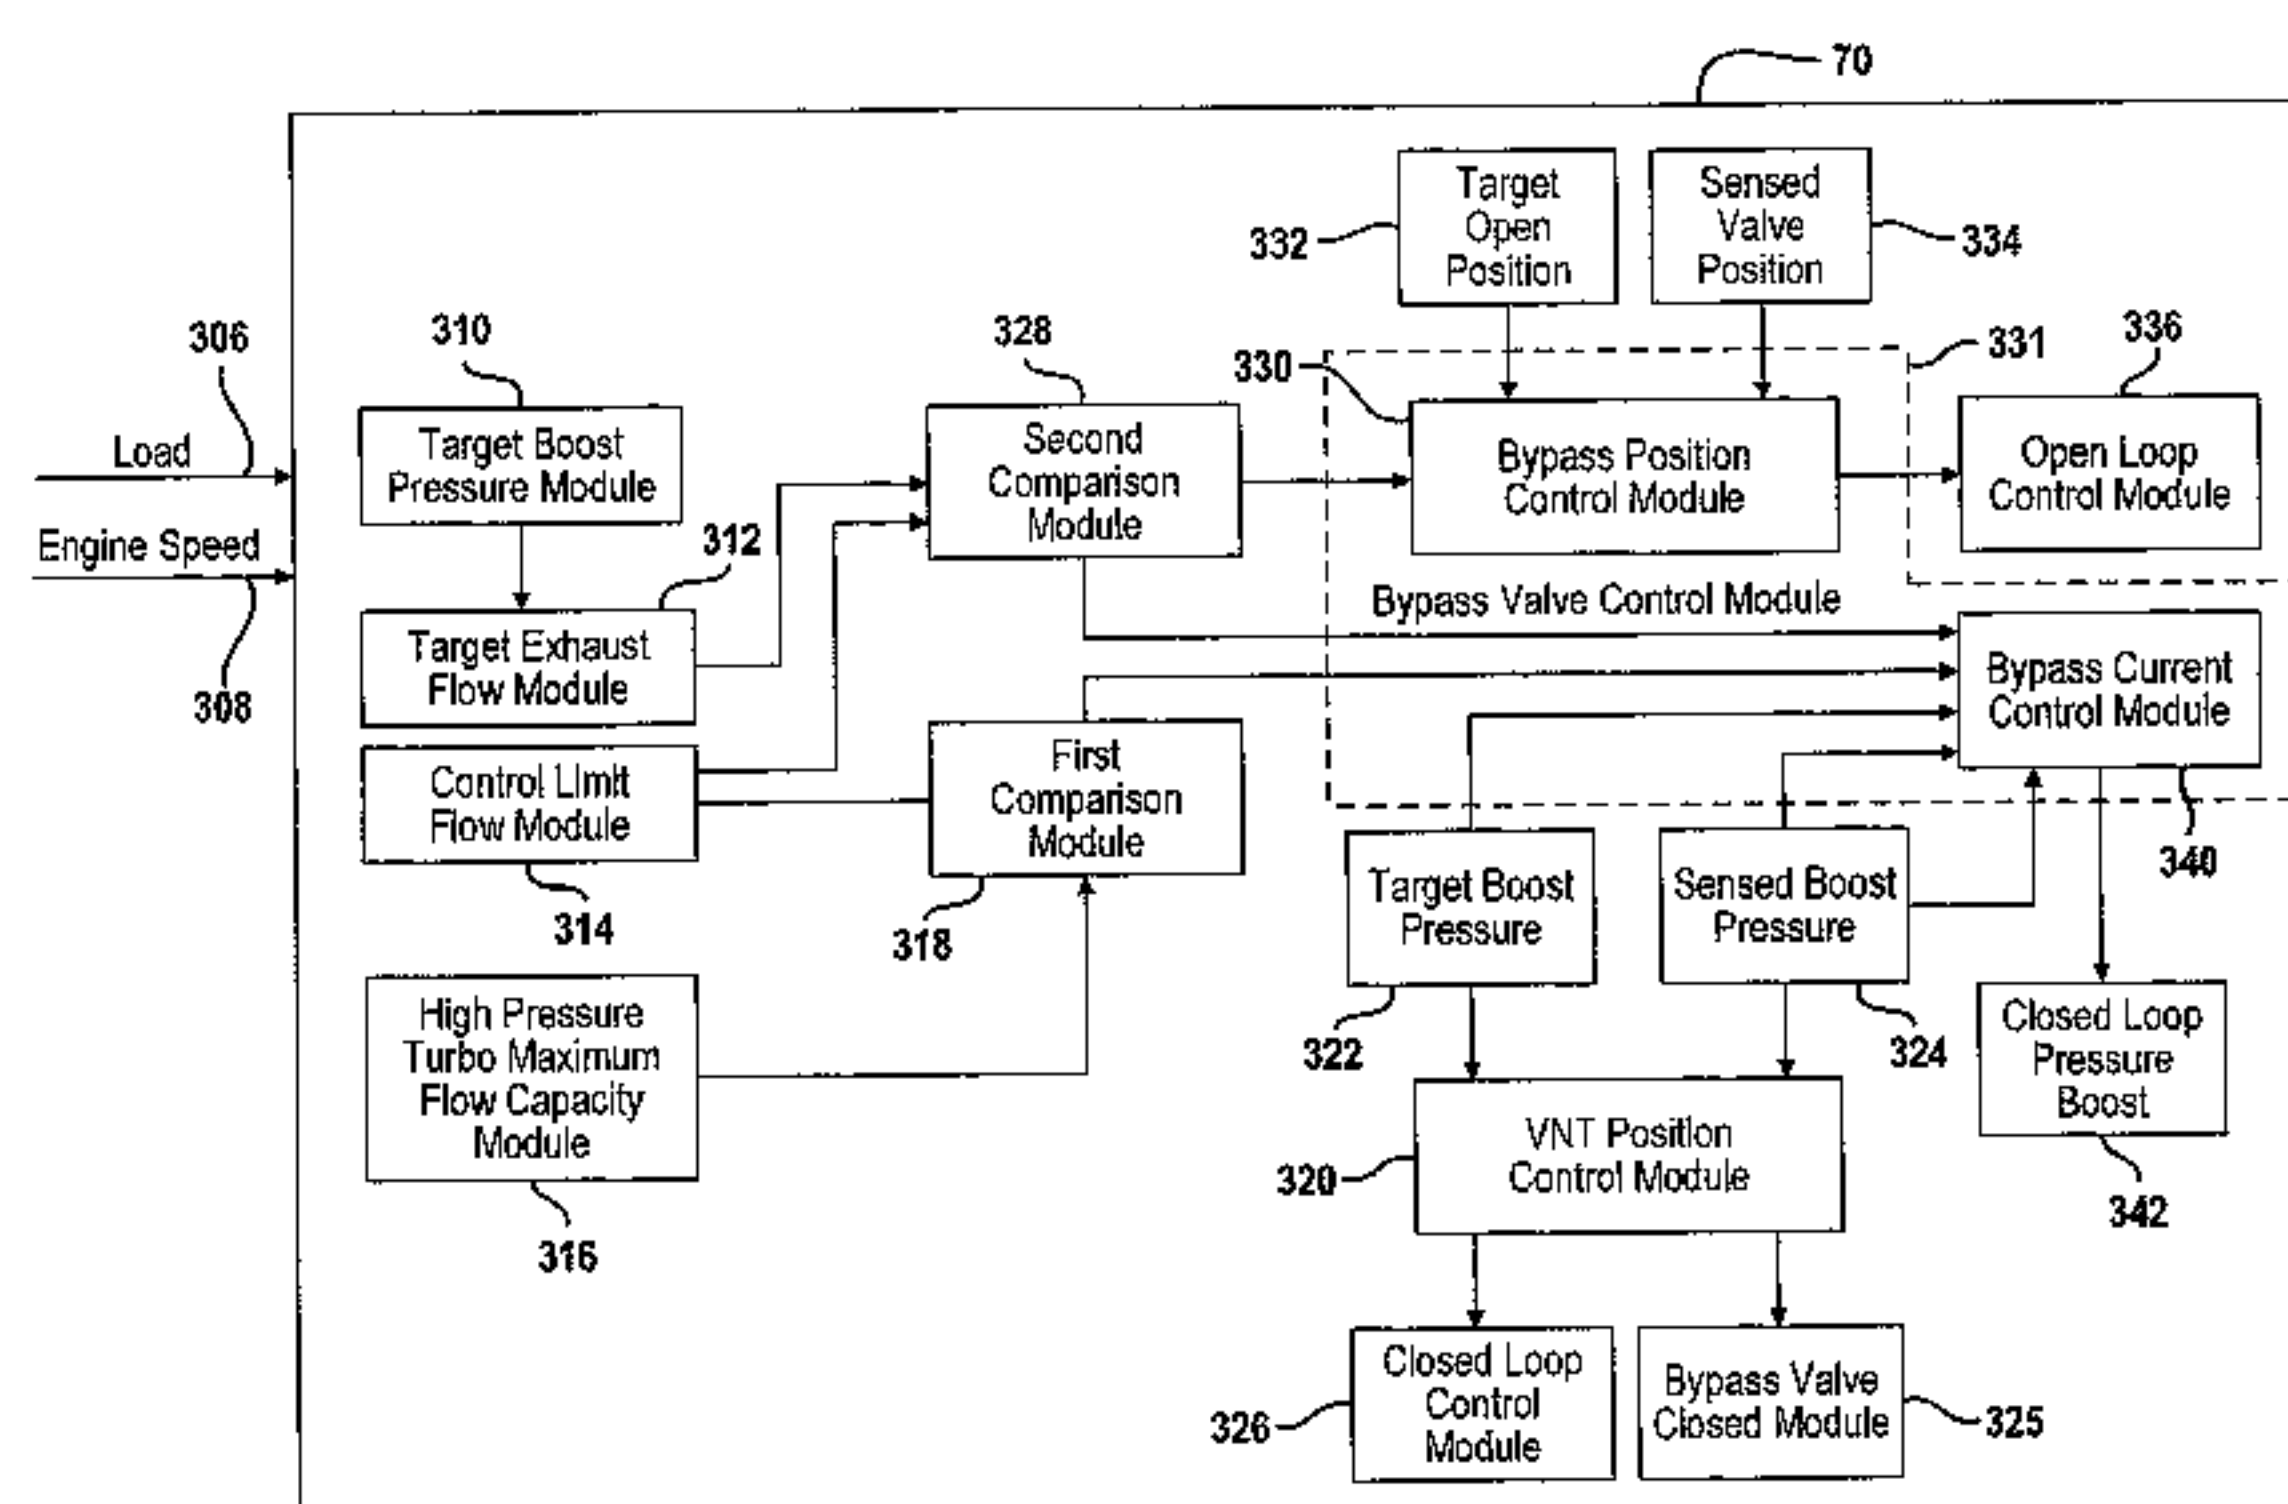 70
Target
Open
Position
332
Sensed
Valve
Position
334
306
310
328
330
331
336
Load
Engine Speed
308
Target Boost
Pressure Module
312
Second
Comparison
Module
Bypass Position
Control Module
Open Loop
Control Module
Bypass Valve Control Module
Target Exhaust
Flow Module
Bypass Current
Control Module
340
Control Limit
Flow Module
314
First
Comparison
Module
318
Target Boost
Pressure
322
Sensed Boost
Pressure
324
High Pressure
Turbo Maximum
Flow Capacity
Module
316
Closed Loop
Pressure
Boost
342
VNT Position
Control Module
320
Closed Loop
Control
Module
326
Bypass Valve
Closed Module
325